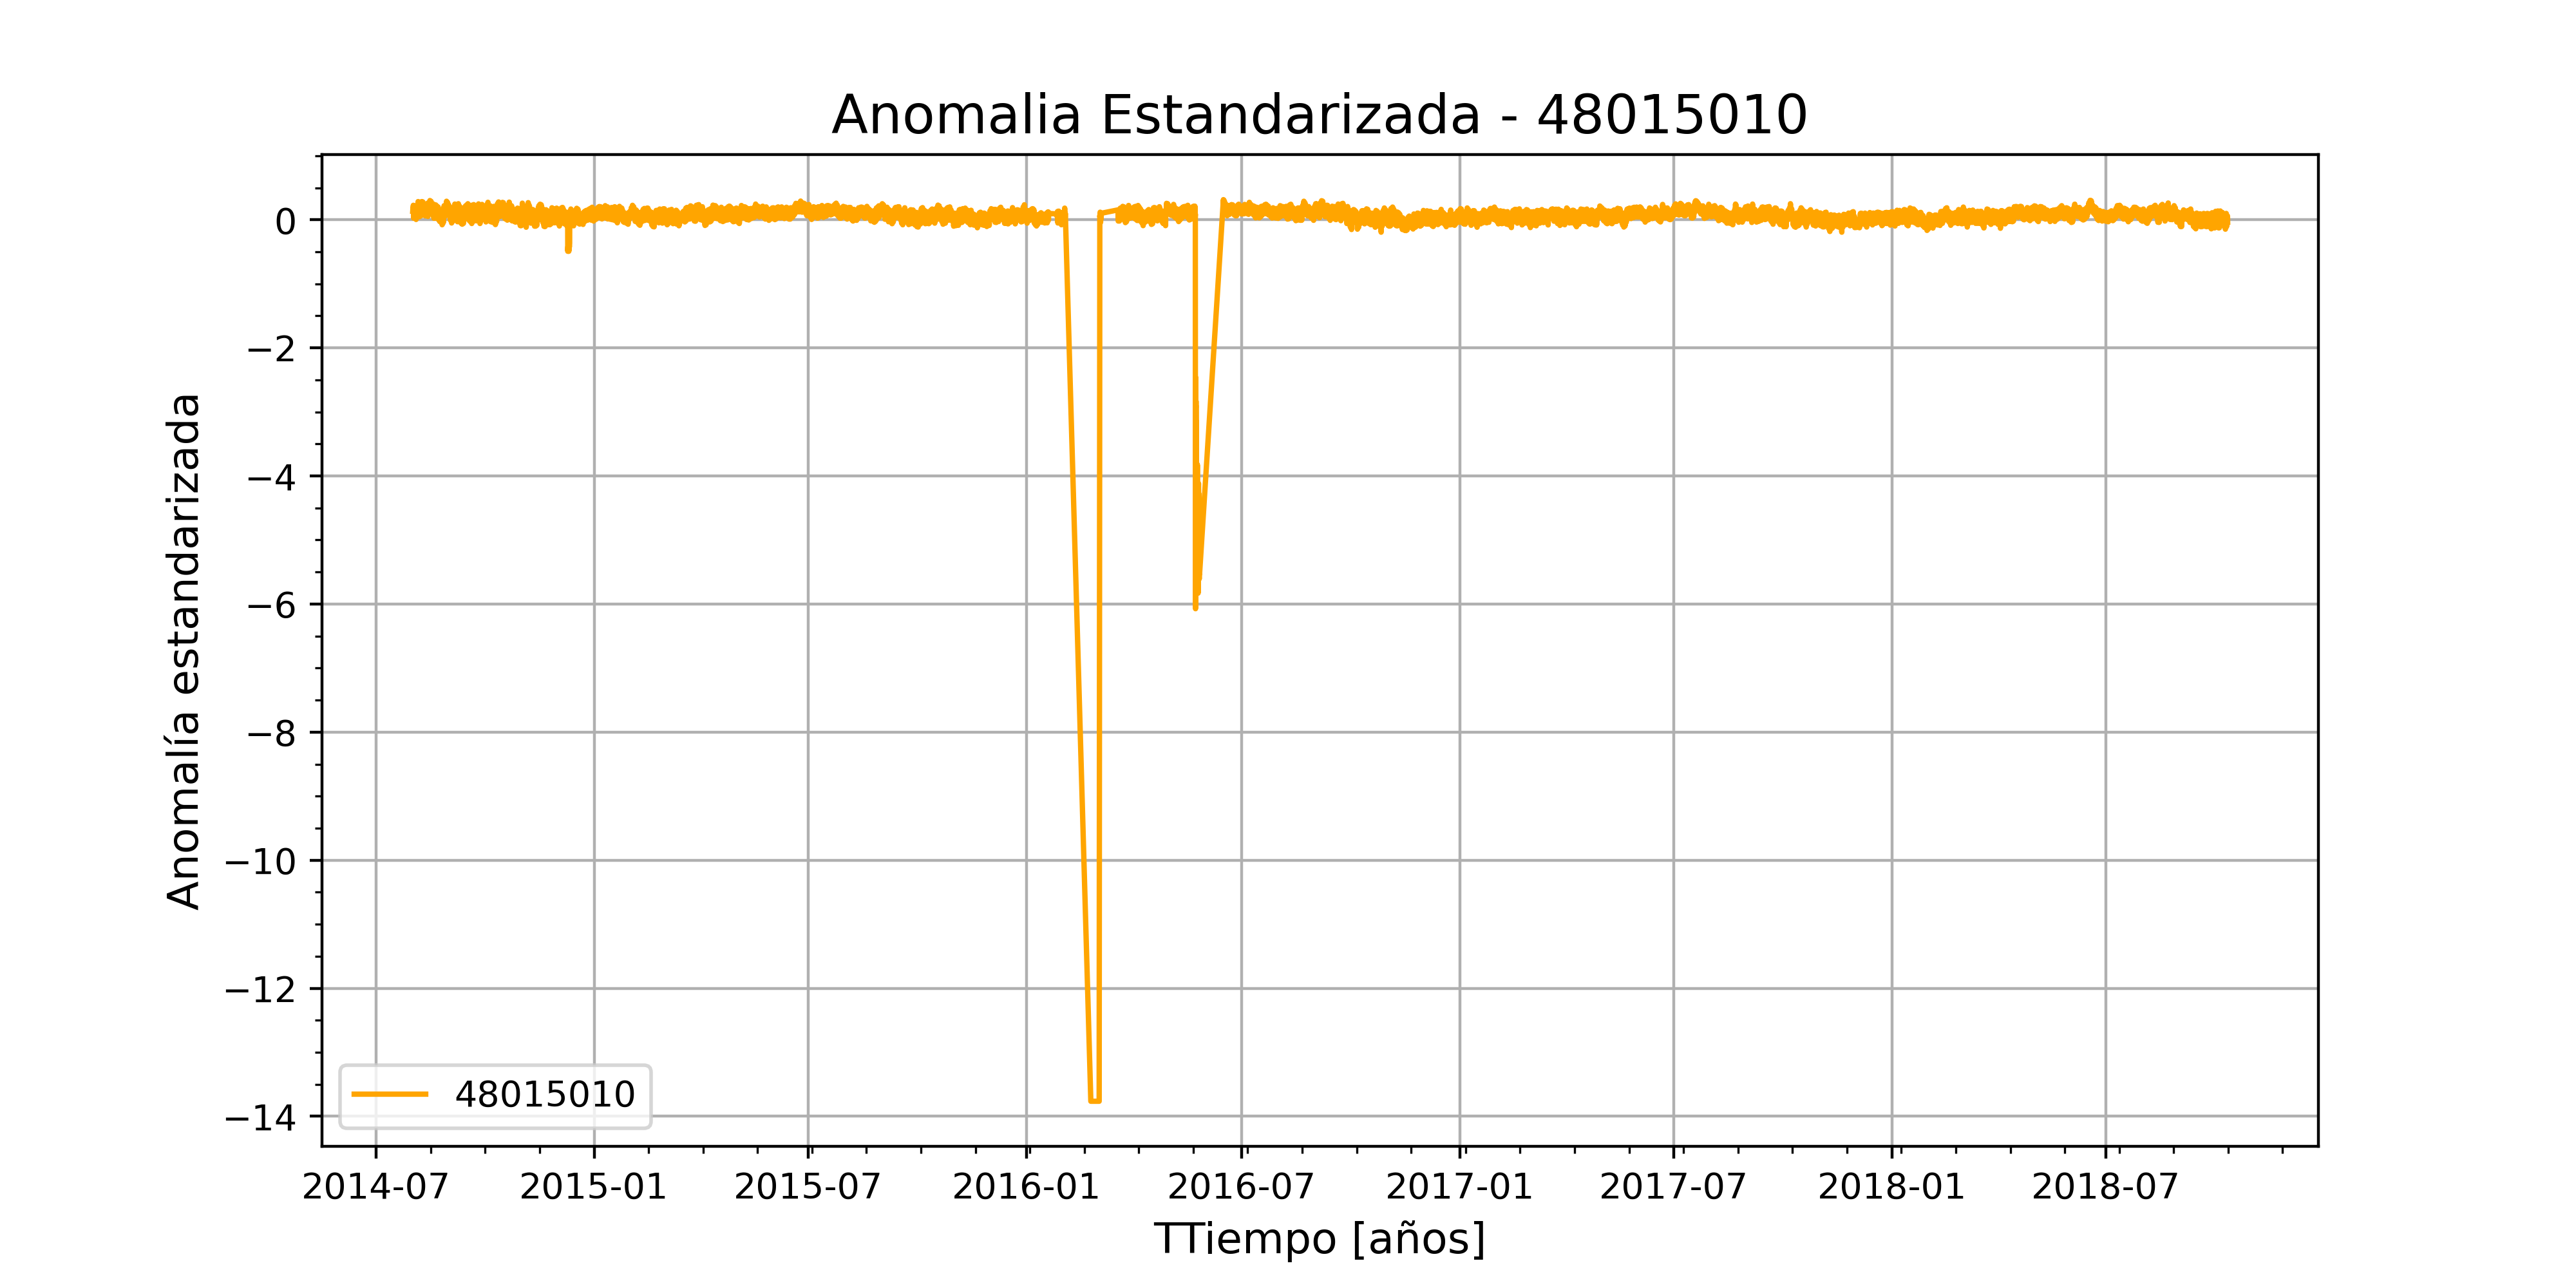 Anomalia Estandarizada - 48015010
Anomalía estandarizada
0
−2
−4
−6
−8
−10
−12
−14
48015010
2014-07 2015-01 2015-07 2016-01 2016-07 2017-01 2017-07 2018-01 2018-07
TTiempo [años]